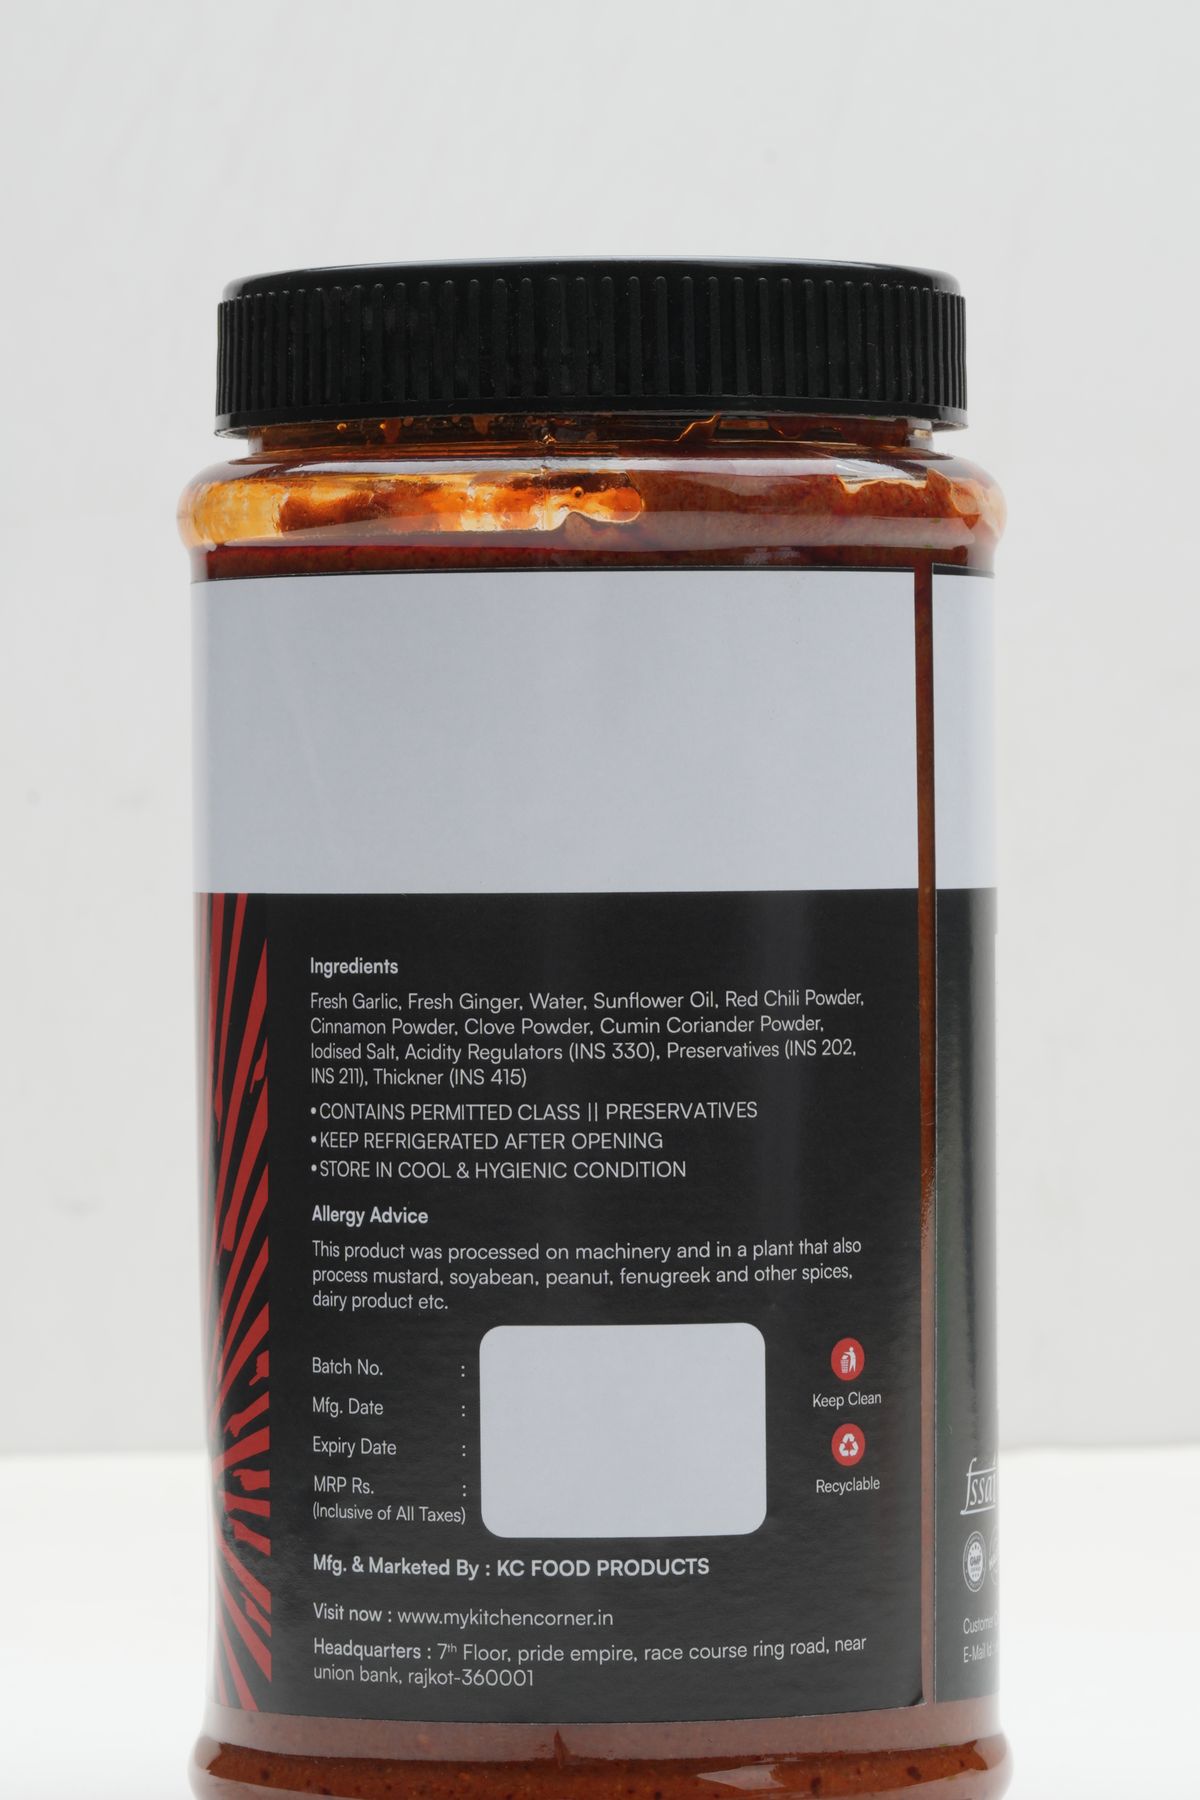 Ingredients
Fresh Garlic, Fresh Ginger, Water, Sunflower Oil, Red Chili Powder,
Cinnamon Powder, Clove Powder, Cumin Coriander Powder,
Iodised Salt, Acidity Regulators (INS 330), Preservatives (INS 202,
INS 211), Thickner (INS 415)
•CONTAINS PERMITTED CLASS || PRESERVATIVES
•KEEP REFRIGERATED AFTER OPENING
•STORE IN COOL & HYGIENIC CONDITION
Allergy Advice
This product was processed on machinery and in a plant that also
process mustard, soyabean, peanut, fenugreek and other spices,
dairy product etc.
Batch No. :
Mfg. Date :
Expiry Date :
MRP Rs. :
(Inclusive of All Taxes)
Keep Clean
Recyclable
Mfg. & Marketed By : KC FOOD PRODUCTS
Visit now : www.mykitchencorner.in
Headquarters : 7th Floor, pride empire, race course ring road, near
union bank, rajkot-360001
fssai
GMP
Customer
E-Mail Id